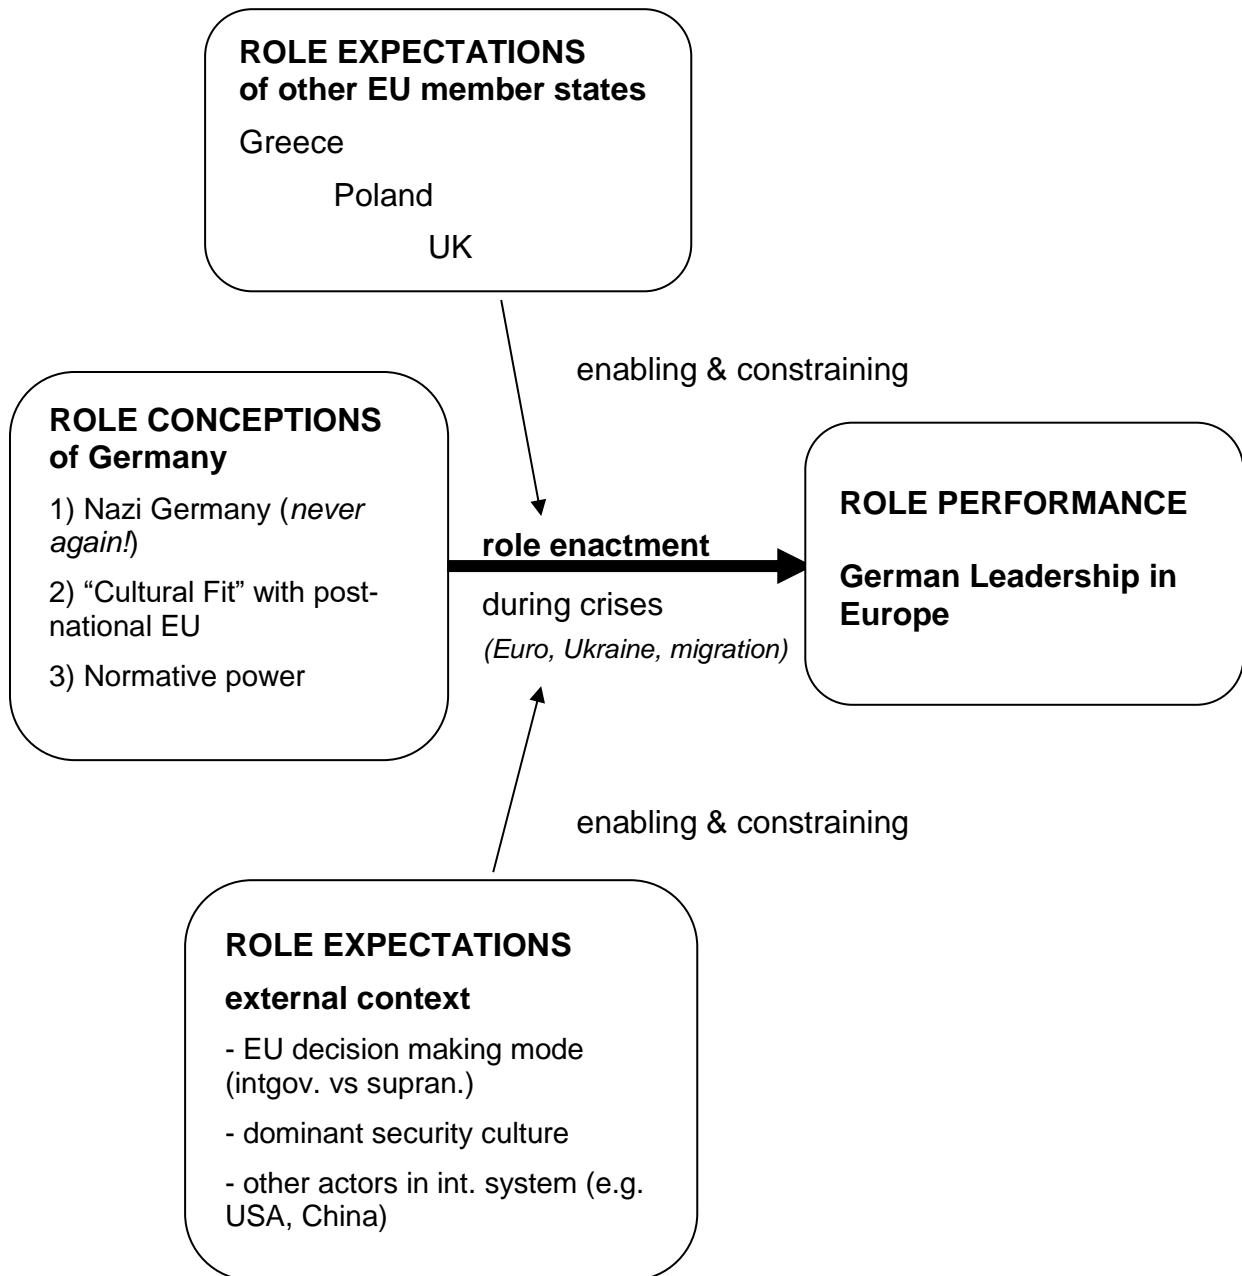 ROLE EXPECTATIONS
of other EU member states
Greece
Poland
UK
enabling & constraining
ROLE CONCEPTIONS
of Germany
1) Nazi Germany (never
again!)
2) “Cultural Fit” with post-
national EU
3) Normative power
role enactment
during crises
(Euro, Ukraine, migration)
ROLE PERFORMANCE
German Leadership in
Europe
enabling & constraining
ROLE EXPECTATIONS
external context
- EU decision making mode
(intgov. vs supran.)
- dominant security culture
- other actors in int. system (e.g.
USA, China)